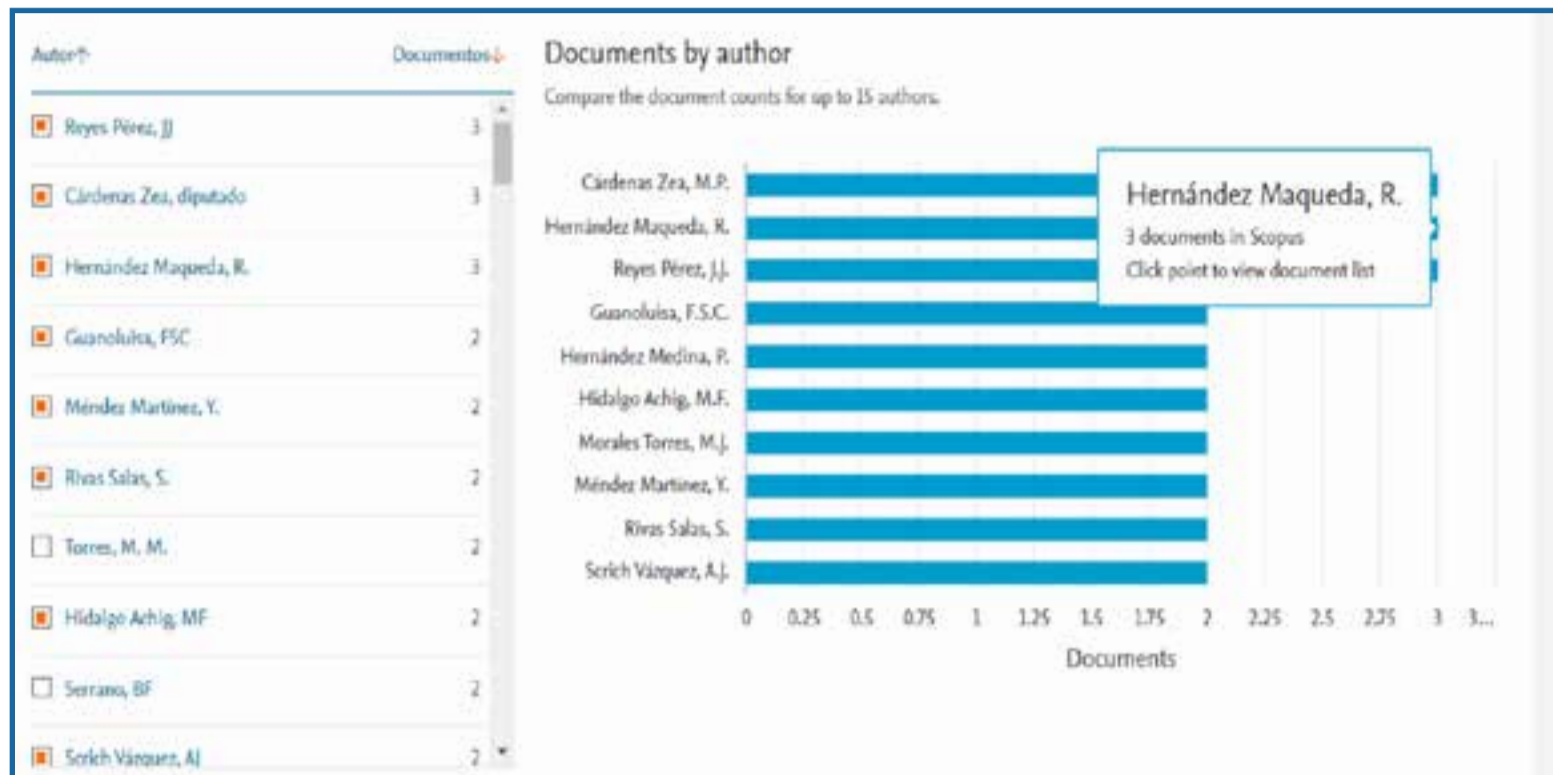 Autor Documentos
Reyes Pérez, JJ 3
Cárdenas Zea, diputado 3
Hernández Maqueda, R. 3
Guanoluisa, FSC 2
Méndez Martínez, Y. 2
Rivas Salas, S. 2
Torres, M. M. 2
Hidalgo Achig, MF 2
Serrano, BF 2
Scrich Vázquez, AJ 2
Documents by author
Compare the document counts for up to 15 authors.
Cárdenas Zea, M.P.
Hernández Maqueda, R.
Reyes Pérez, J.J.
Guanoluisa, F.S.C.
Hernández Medina, P.
Hidalgo Achig, M.F.
Morales Torres, M.J.
Méndez Martínez, Y.
Rivas Salas, S.
Scrich Vázquez, A.J.
Hernández Maqueda, R.
3 documents in Scopus
Click point to view document list
0 0.25 0.5 0.75 1 1.25 1.5 1.75 2 2.25 2.5 2.75 3 3...
Documents